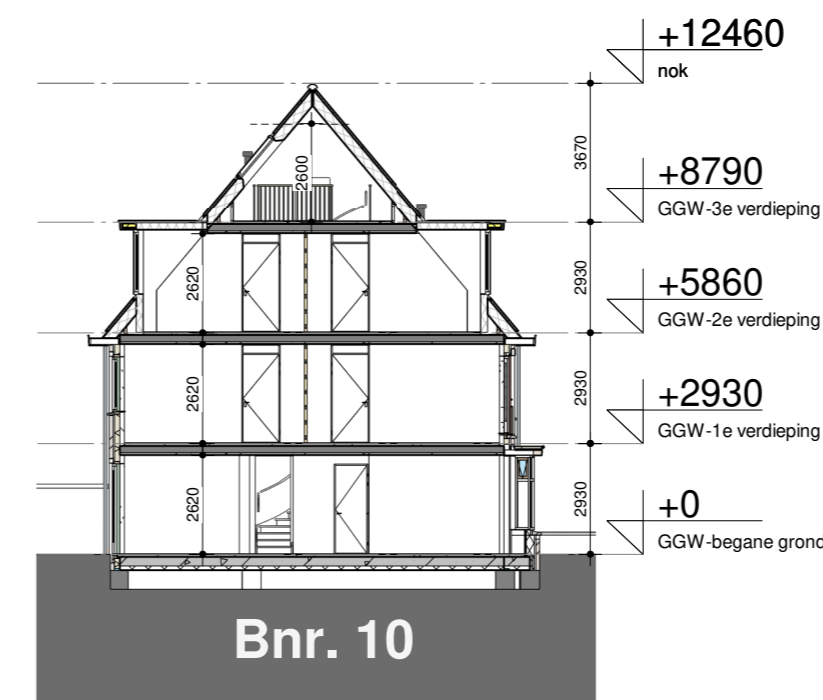 +12460
nok
3670
2600
+8790
GGW-3e verdieping
2620
2930
+5860
GGW-2e verdieping
2620
2930
+2930
GGW-1e verdieping
2620
2930
+0
GGW-begane grond
Bnr. 10